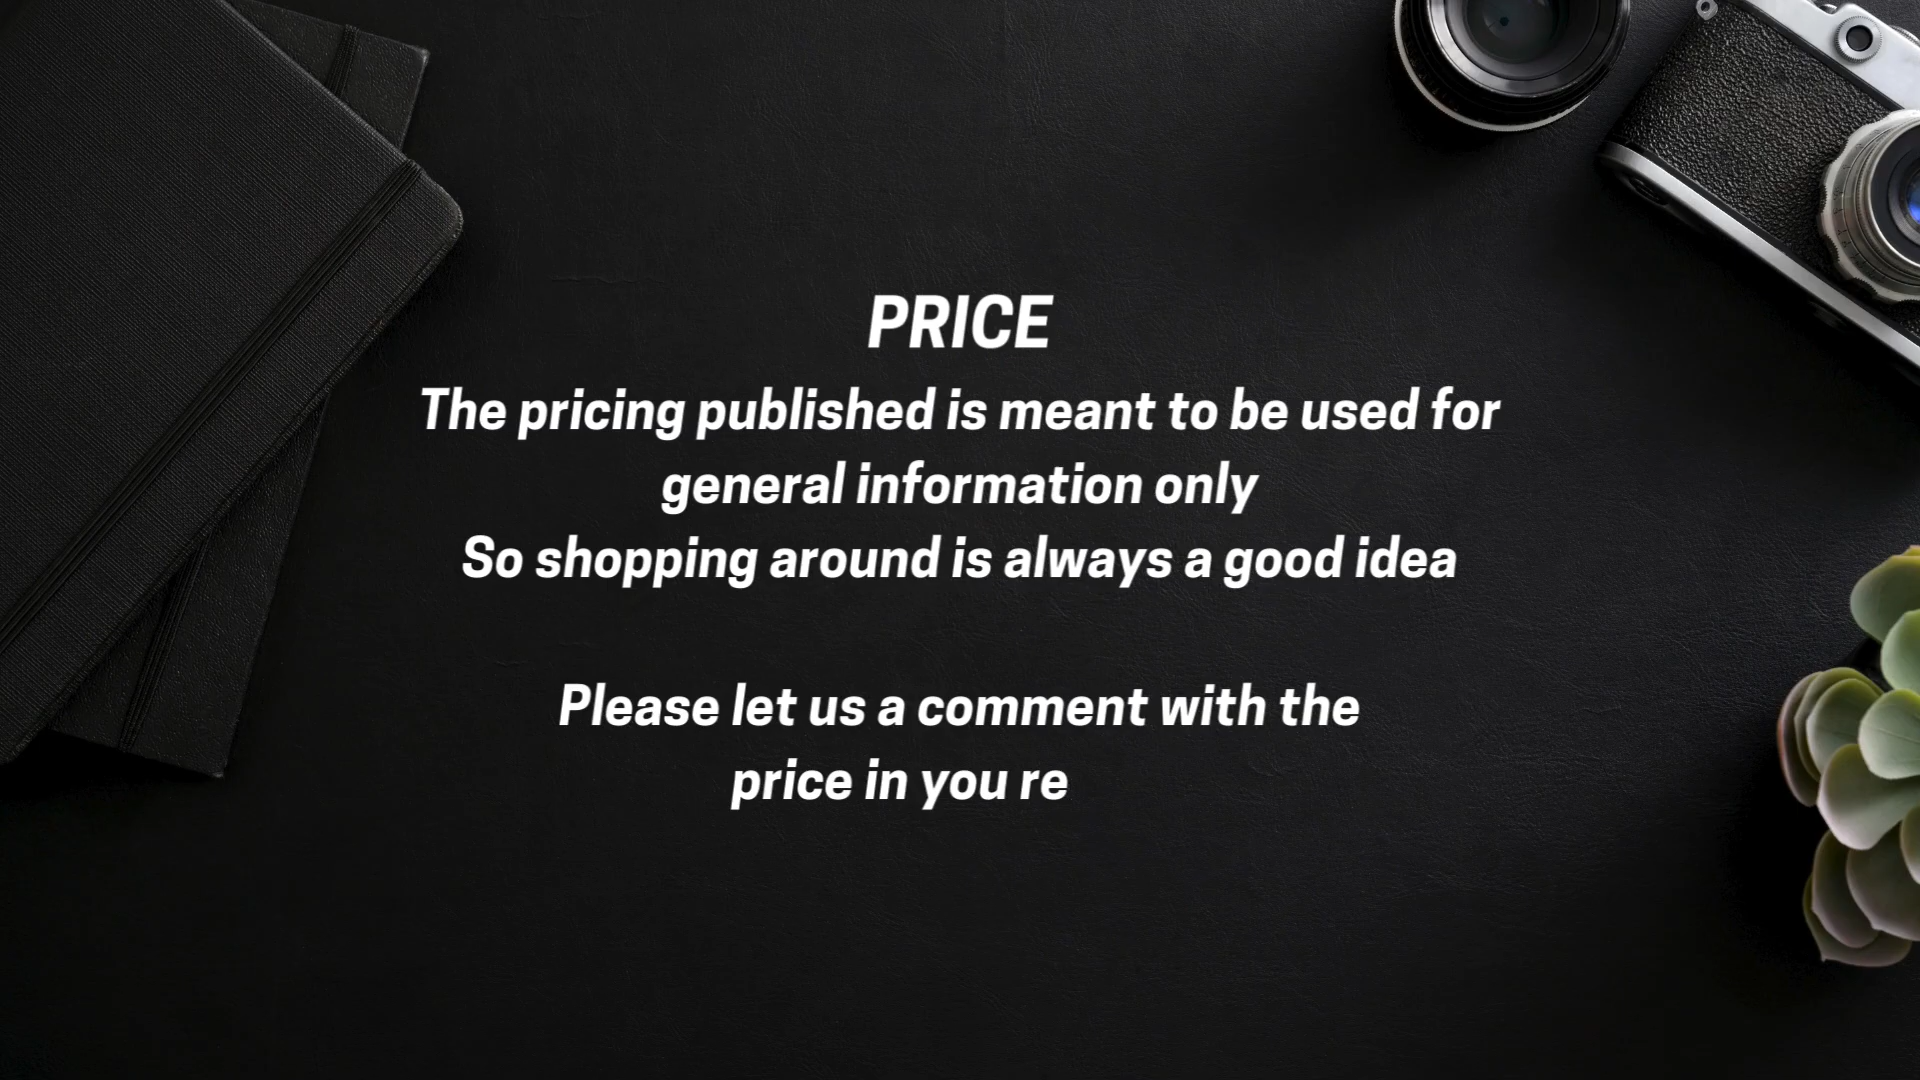 PRICE
The pricing published is meant to be used for
general information only
So shopping around is always a good idea
Please let us a comment with the
price in you re